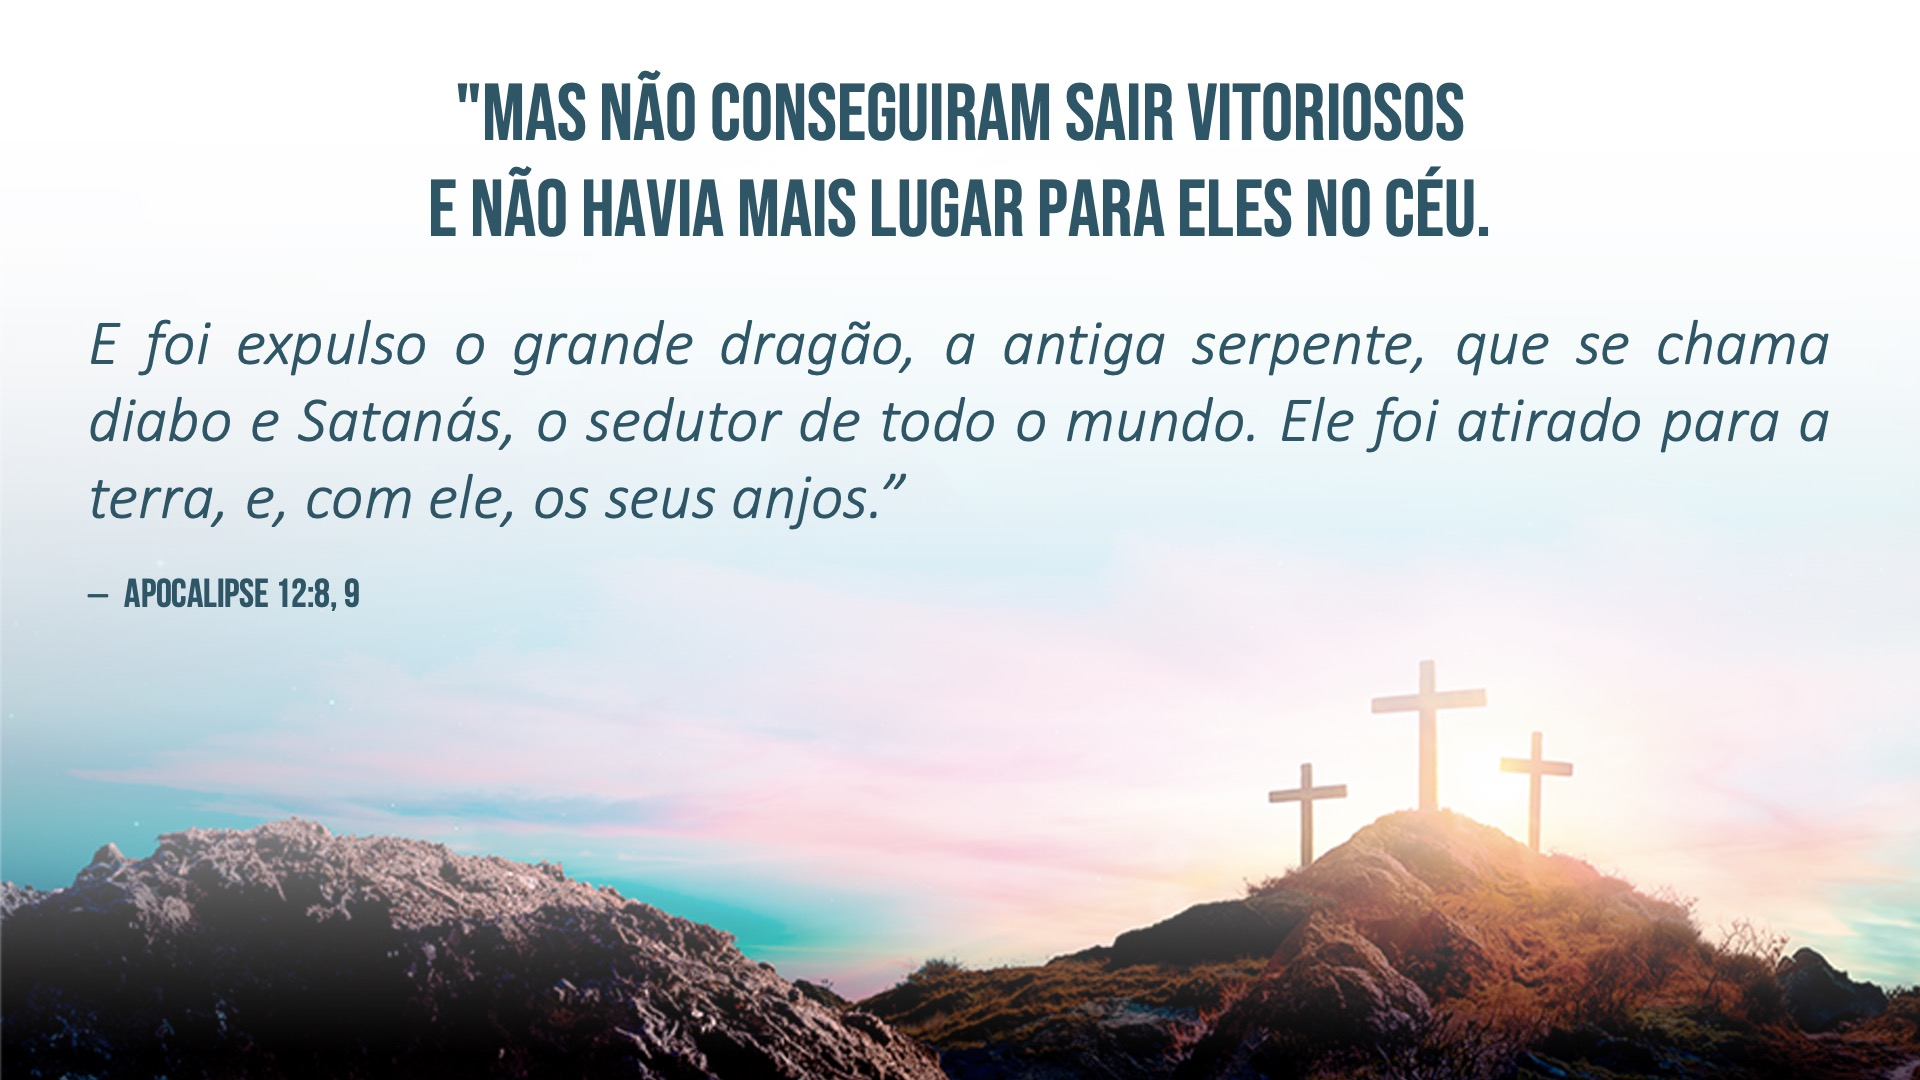 "MAS NÃO CONSEGUIRAM SAIR VITORIOSOS
E NÃO HAVIA MAIS LUGAR PARA ELES NO CÉU.
E foi expulso o grande dragão, a antiga serpente, que se chama
diabo e Satanás, o sedutor de todo o mundo. Ele foi atirado para a
terra, e, com ele, os seus anjos.”
– APOCALIPSE 12:8, 9